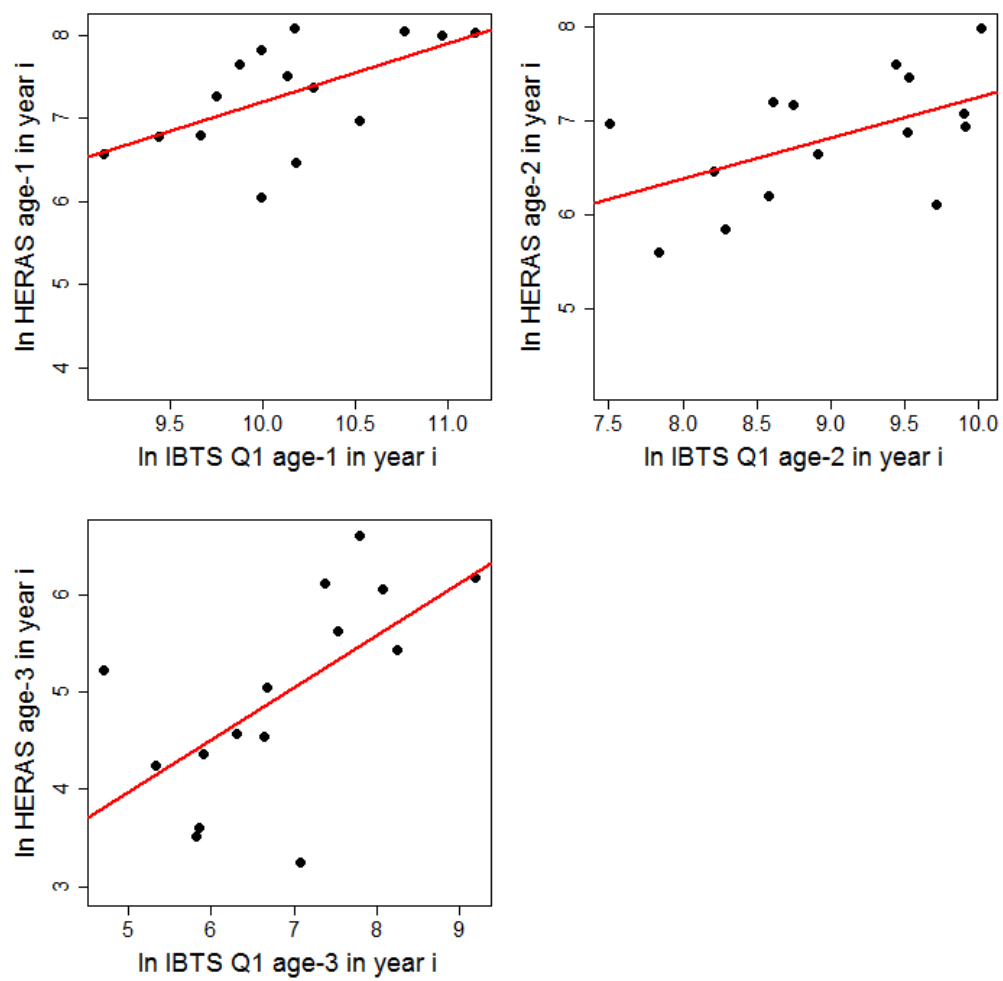 8
7
6
5
4
ln HERAS age-1 in year i
9.5 10.0 10.5 11.0
ln IBTS Q1 age-1 in year i
8
7
6
5
ln HERAS age-2 in year i
7.5 8.0 8.5 9.0 9.5 10.0
ln IBTS Q1 age-2 in year i
6
5
4
3
ln HERAS age-3 in year i
5 6 7 8 9
ln IBTS Q1 age-3 in year i